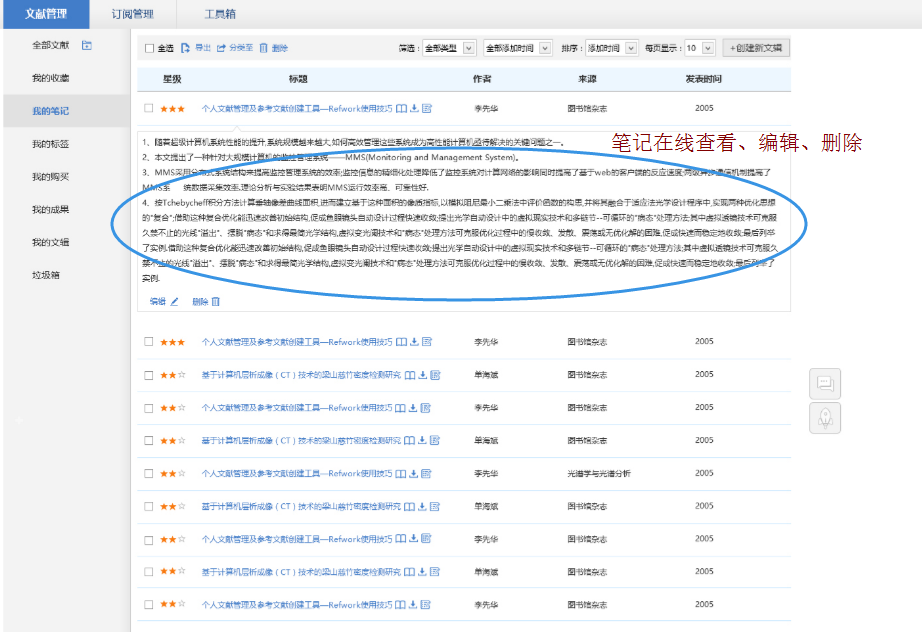 文献管理 订阅管理 工具箱
全部文献
我的收藏
我的笔记
我的标签
我的购买
我的成果
我的文辑
垃圾箱
全选 导出 分类至 删除 筛选： 全部类型 全部添加时间 排序： 添加时间 每页显示： 10 +创建新文辑
星级 标题 作者 来源 发表时间
★★★ 个人文献管理及参考文献创建工具—Refwork使用技巧 李先华 图书馆杂志 2005
笔记在线查看、编辑、删除
1、随着超级计算机系统性能的提升,系统规模越来越大,如何高效管理这些系统成为高性能计算机亟待解决的关键问题之一。
2、本文提出了一种针对大规模计算机的监控管理系统——MMS(Monitoring and Management System)。
3、MMS采用分布式系统结构来提高监控管理系统的效率;监控信息的精细化处理降低了监控系统对计算网络的影响同时提高了基于web的客户端的反应速度;两级异步通信机制提高了
MMS至 统数据采集效率,理论分析与实验结果表明MMS运行效率高、可靠性好.
4、按Tchebycheff积分方法计算垂轴像差曲线面积,进而建立基于这种面积的像质指标,以模拟阻尼最小二乘法中评价函数的构思,并将其融合于适应法光学设计程序中,实现两种优化思想
的"复合";借助这种复合优化能迅速改善初始结构,促成鱼眼镜头自动设计过程快速收敛;提出光学自动设计中的虚拟现实技术和多链节--可循环的"病态"处理方法;其中虚拟滤镜技术可克服
久禁不止的光线"溢出"、摆脱"病态"和求得最简光学结构,虚拟变光阑技术和"病态"处理方法可克服优化过程中的慢收敛、发散、震荡或无优化解的困难,促成快速而稳定地收敛;最后列举
了实例.借助这种复合优化能迅速改善初始结构,促成鱼眼镜头自动设计过程快速收敛;提出光学自动设计中的虚拟现实技术和多链节--可循环的"病态"处理方法;其中虚拟滤镜技术可克服久
禁不止的光线"溢出"、摆脱"病态"和求得最简光学结构,虚拟变光阑技术和"病态"处理方法可克服优化过程中的慢收敛、发散、震荡或无优化解的困难,促成快速而稳定地收敛;最后列举了
实例.
编辑 删除
★★★ 个人文献管理及参考文献创建工具—Refwork使用技巧 李先华 图书馆杂志 2005
★★☆ 基于计算机层析成像（CT）技术的梁山慈竹密度检测研究 单海斌 图书馆杂志 2005
★★☆ 个人文献管理及参考文献创建工具—Refwork使用技巧 李先华 图书馆杂志 2005
★★☆ 基于计算机层析成像（CT）技术的梁山慈竹密度检测研究 单海斌 图书馆杂志 2005
★★☆ 个人文献管理及参考文献创建工具—Refwork使用技巧 李先华 光谱学与光谱分析 2005
★★☆ 基于计算机层析成像（CT）技术的梁山慈竹密度检测研究 单海斌 图书馆杂志 2005
★★☆ 个人文献管理及参考文献创建工具—Refwork使用技巧 李先华 图书馆杂志 2005
★★☆ 基于计算机层析成像（CT）技术的梁山慈竹密度检测研究 单海斌 图书馆杂志 2005
★★☆ 个人文献管理及参考文献创建工具—Refwork使用技巧 李先华 图书馆杂志 2005